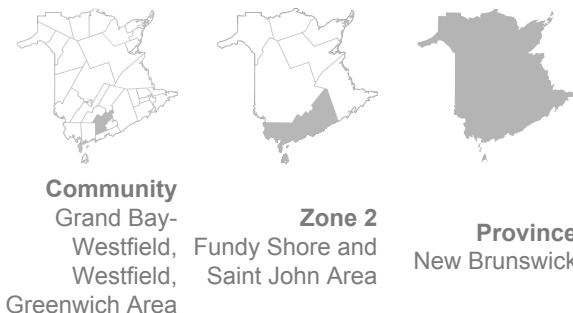 Community
Grand Bay-
Westfield,
Westfield,
Greenwich Area
Zone 2
Fundy Shore and
Saint John Area
Province
New Brunswick